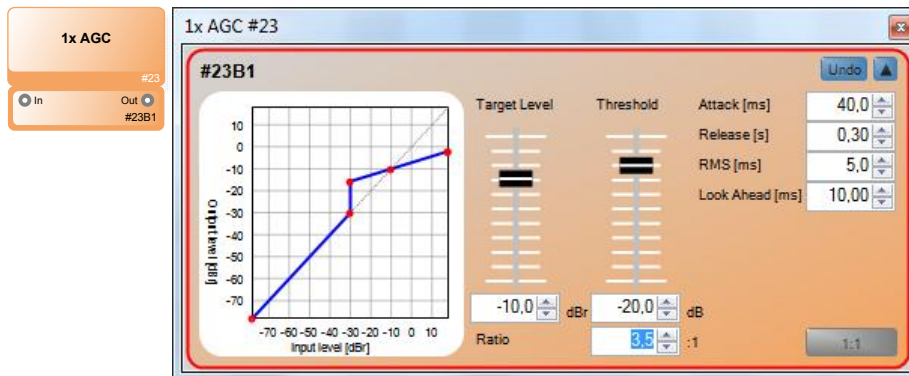 1x AGC
#23
In Out
#23B1
1x AGC #23
x
#23B1
Undo
10
0
-10
-20
-30
-40
-50
-60
-70
Output level [dBr]
-70 -60 -50 -40 -30 -20 -10 0 10
Input level [dBr]
Target Level
Threshold
-10,0 dBr
-20,0 dB
Ratio
3,5 :1
Attack [ms] 40,0
Release [s] 0,30
RMS [ms] 5,0
Look Ahead [ms] 10,00
1:1